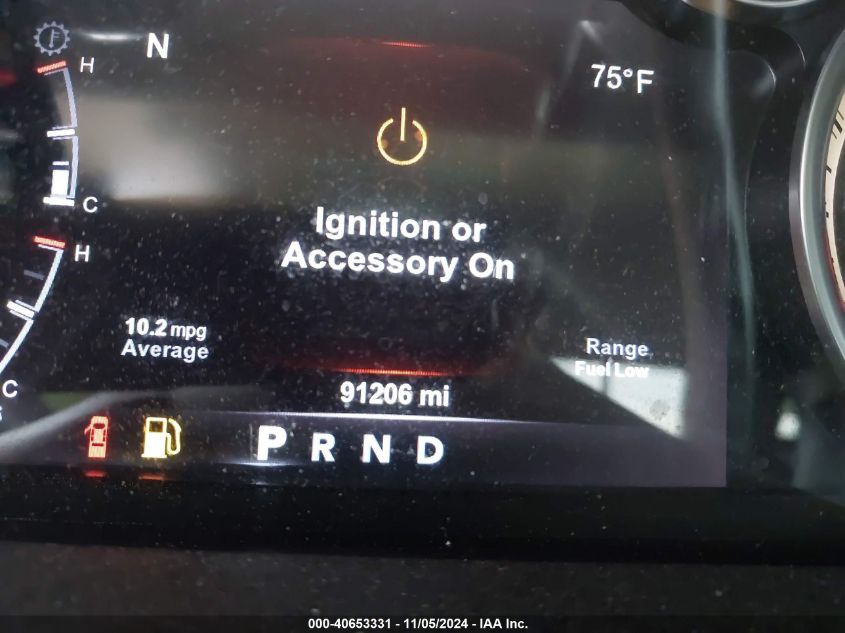 N
75°F
H
C
Ignition or
Accessory On
H
10.2 mpg
Average
Range
Fuel Low
C
91206 mi
P R N D
000-40653331 - 11/05/2024 - IAA Inc.